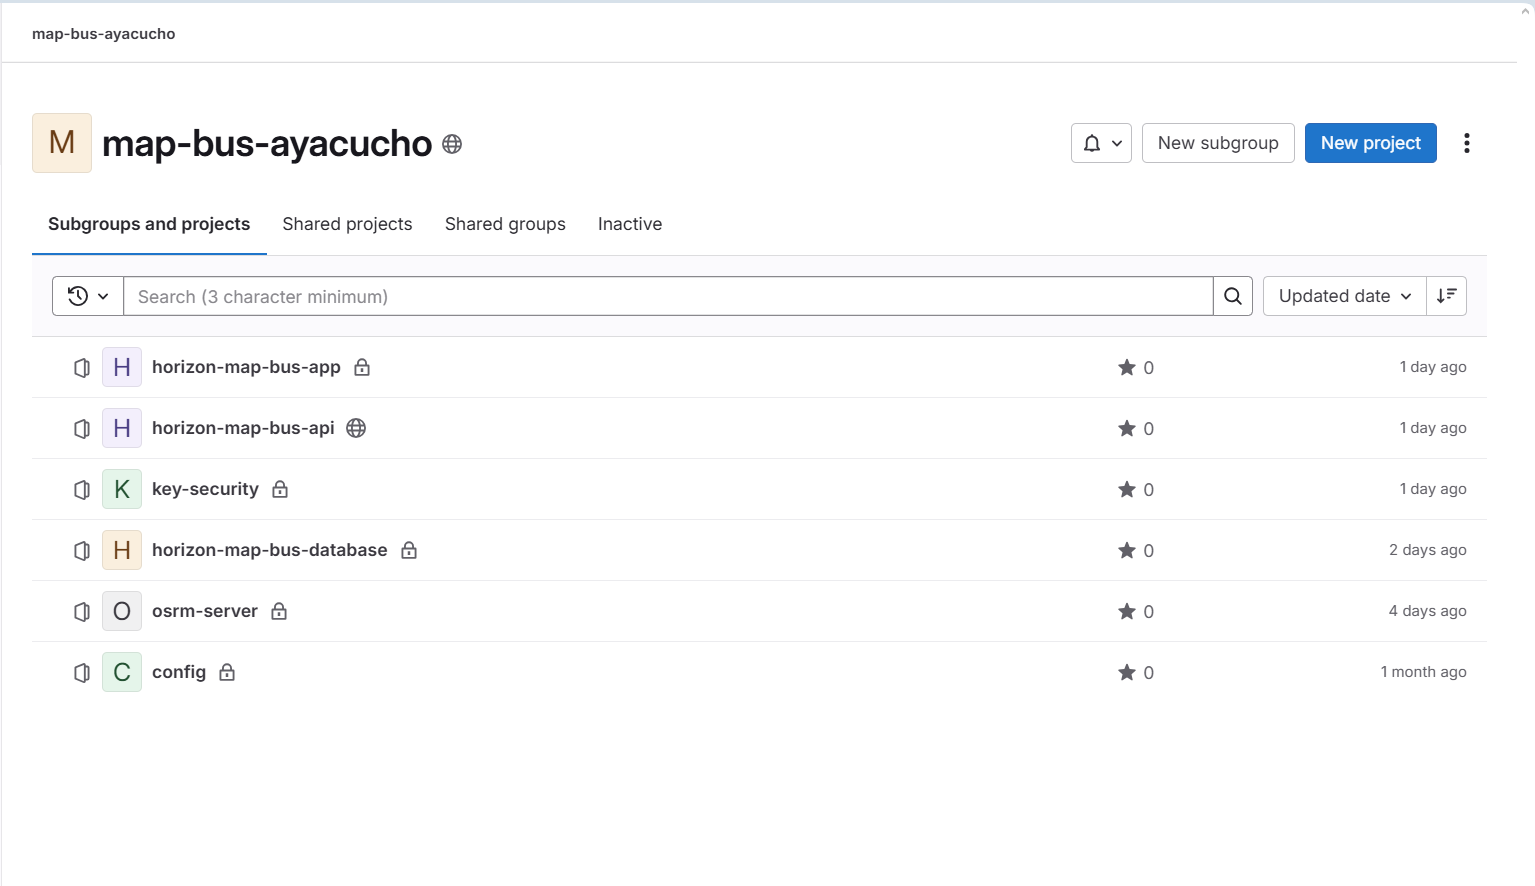 map-bus-ayacucho
M map-bus-ayacucho New subgroup New project
Subgroups and projects Shared projects Shared groups Inactive
Search (3 character minimum) Updated date
H horizon-map-bus-app 0 1 day ago
H horizon-map-bus-api 0 1 day ago
K key-security 0 1 day ago
H horizon-map-bus-database 0 2 days ago
O osrm-server 0 4 days ago
C config 0 1 month ago